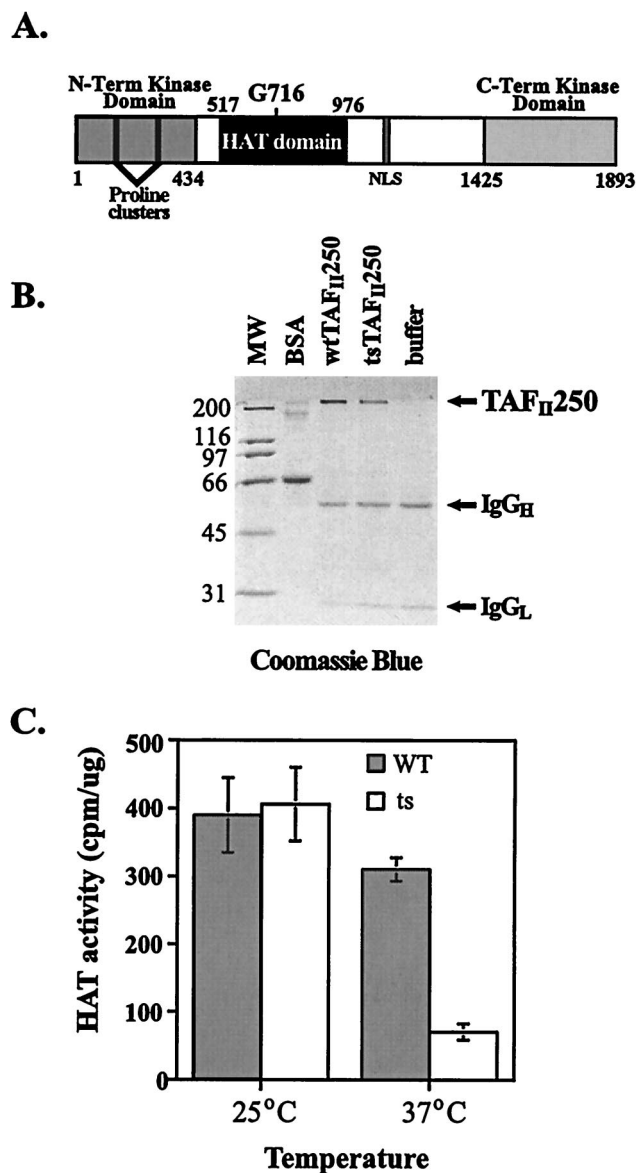 A.
N-Term Kinase
Domain
517
G716
976
C-Term Kinase
Domain
HAT domain
1
434
NLS
1425
1893
Proline
clusters
B.
MW
BSA
wtTAFII250
tsTAFII250
buffer
200
116
97
66
45
31
TAFII250
IgGH
IgGL
Coomassie Blue
C.
HAT activity (cpm/ug)
500
400
300
200
100
0
WT
ts
25°C
37°C
Temperature